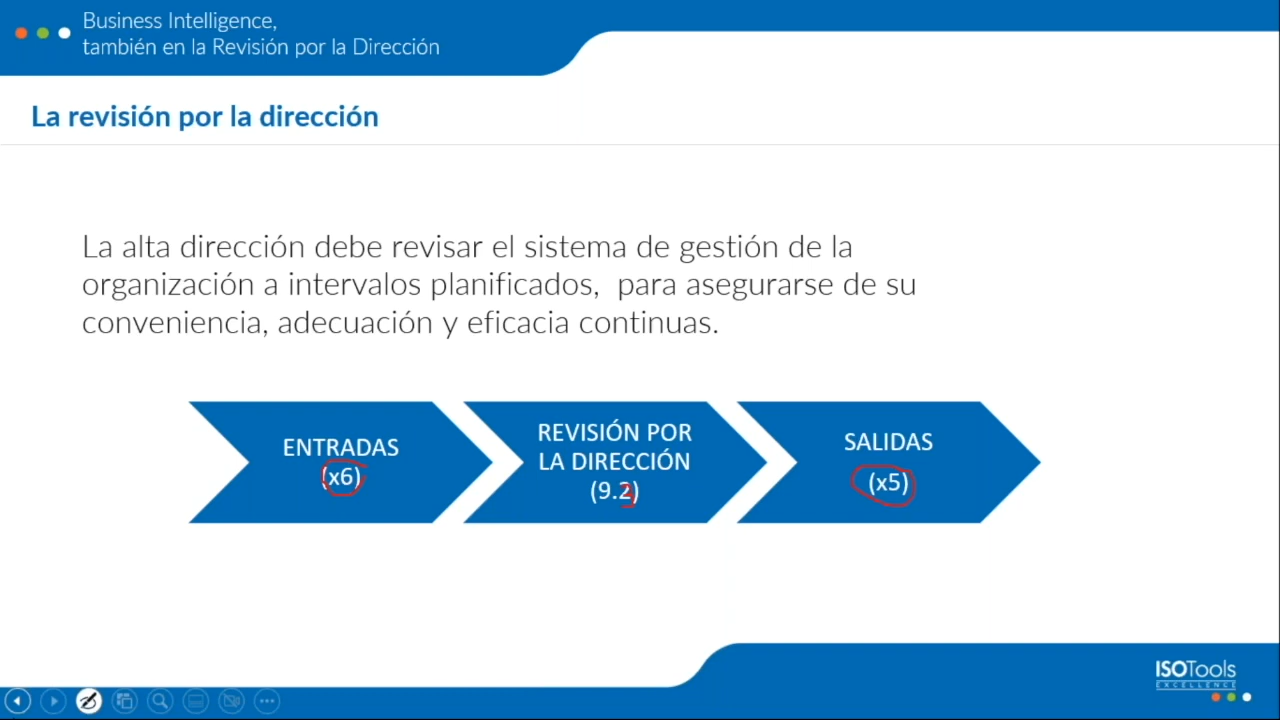 Business Intelligence,
también en la Revisión por la Dirección
La revisión por la dirección
La alta dirección debe revisar el sistema de gestión de la
organización a intervalos planificados, para asegurarse de su
conveniencia, adecuación y eficacia continuas.
ENTRADAS
(x6)
REVISIÓN POR
LA DIRECCIÓN
(9.2)
SALIDAS
(x5)
ISOTools
EXCELLENCE